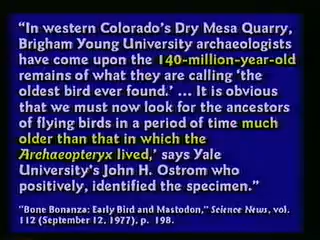 “In western Colorado’s Dry Mesa Quarry,
Brigham Young University archaeologists
have come upon the 140-million-year-old
remains of what they are calling ‘the
oldest bird ever found.’ ... It is obvious
that we must now look for the ancestors
of flying birds in a period of time much
older than that in which the
Archaeopteryx lived,’ says Yale
University’s John H. Ostrom who
positively, identified the specimen.”
“Bone Bonanza: Early Bird and Mastodon,” Science News, vol.
112 (September 12, 1977), p. 198.